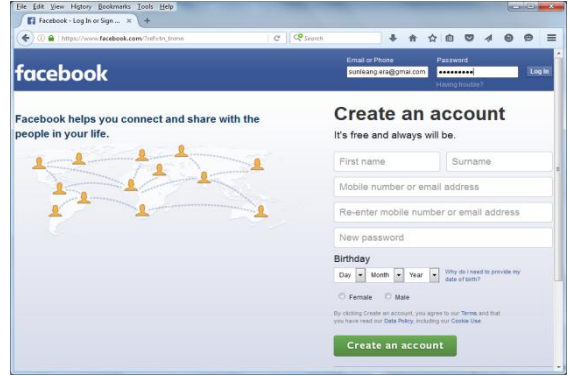 File Edit View History Bookmarks Tools Help
Facebook - Log In or Sign ...
https://www.facebook.com/
Search
Email or Phone
Password
facebook
sunleang.era@gmail.com
•••••••••
Log In
Having trouble?
Facebook helps you connect and share with the
people in your life.
Create an account
It's free and always will be.
First name
Surname
Mobile number or email address
Re-enter mobile number or email address
New password
Birthday
Day
Month
Year
Why do I need to provide my
date of birth?
Female
Male
By clicking Create an account, you agree to our Terms and that
you have read our Data Policy, including our Cookie Use.
Create an account